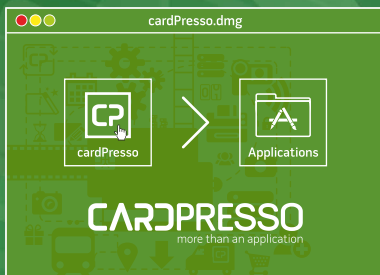 cardPresso.dmg
CP
cardPresso
Applications
CARDPRESSO
more than an application